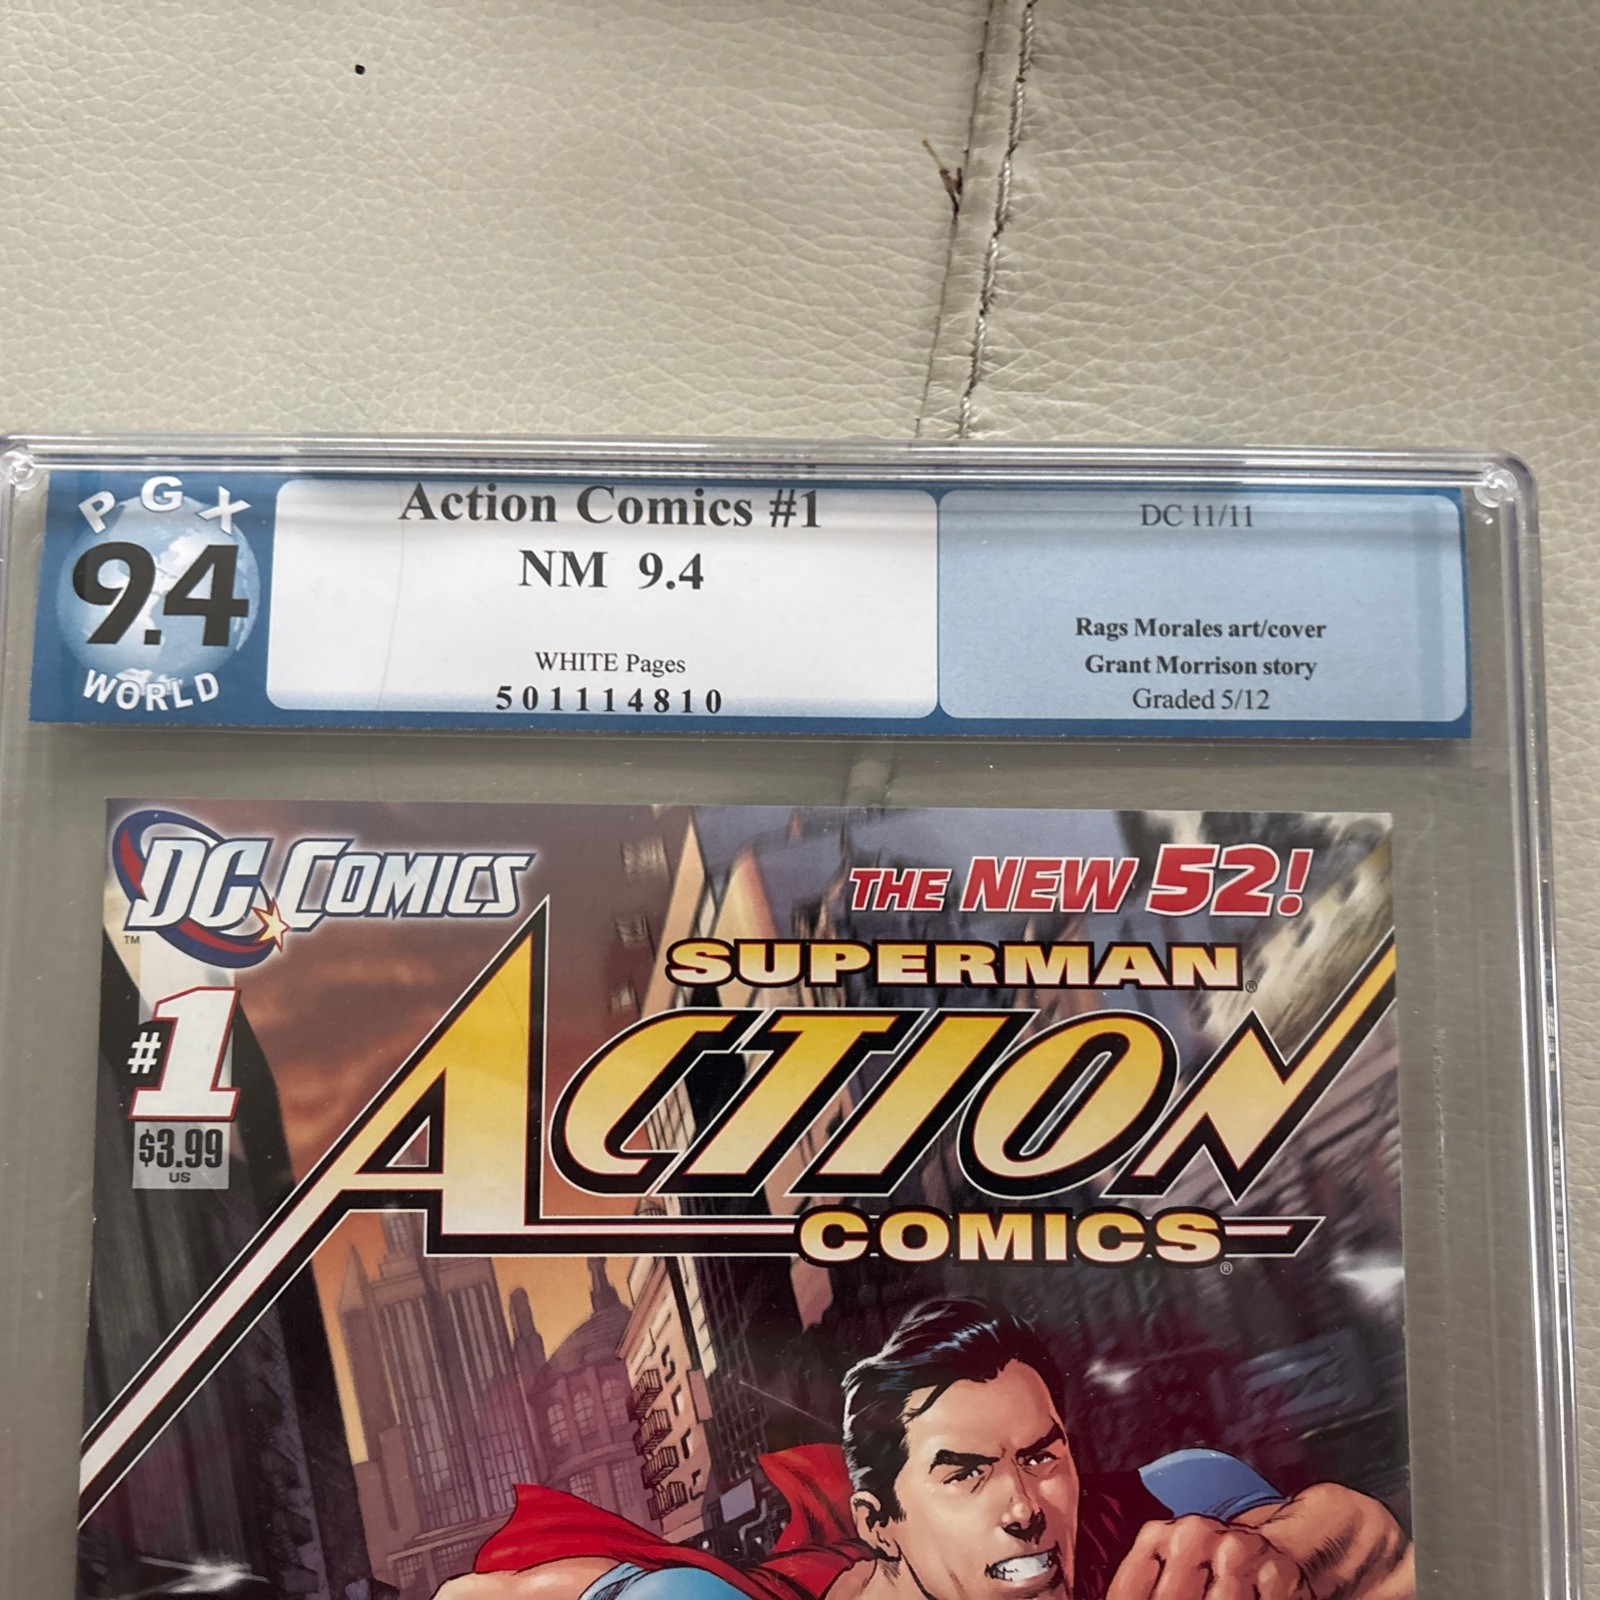 PGX
9.4
WORLD
Action Comics #1
NM 9.4
WHITE Pages
501114810
DC 11/11
Rags Morales art/cover
Grant Morrison story
Graded 5/12
DC COMICS
TM
THE NEW 52!
SUPERMAN®
#1
ACTION
$3.99
US
COMICS®